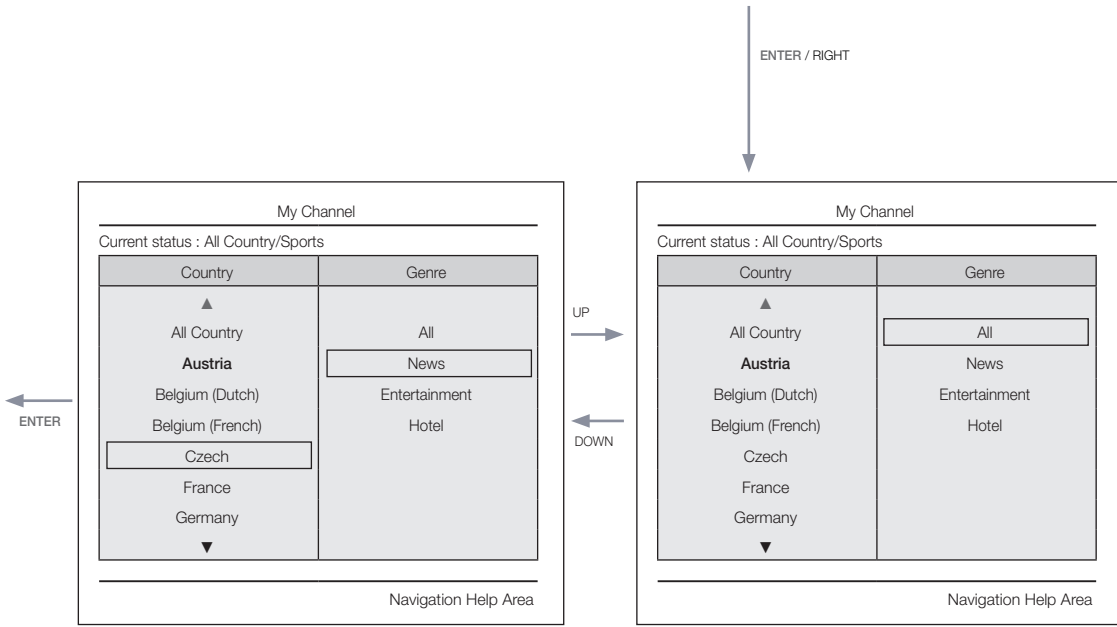 ENTER / RIGHT
My Channel
Current status : All Country/Sports
Country Genre
▲
All Country All
Austria News
Belgium (Dutch) Entertainment
Belgium (French) Hotel
Czech
France
Germany
▼
Navigation Help Area
ENTER
UP
DOWN
My Channel
Current status : All Country/Sports
Country Genre
▲
All Country All
Austria News
Belgium (Dutch) Entertainment
Belgium (French) Hotel
Czech
France
Germany
▼
Navigation Help Area